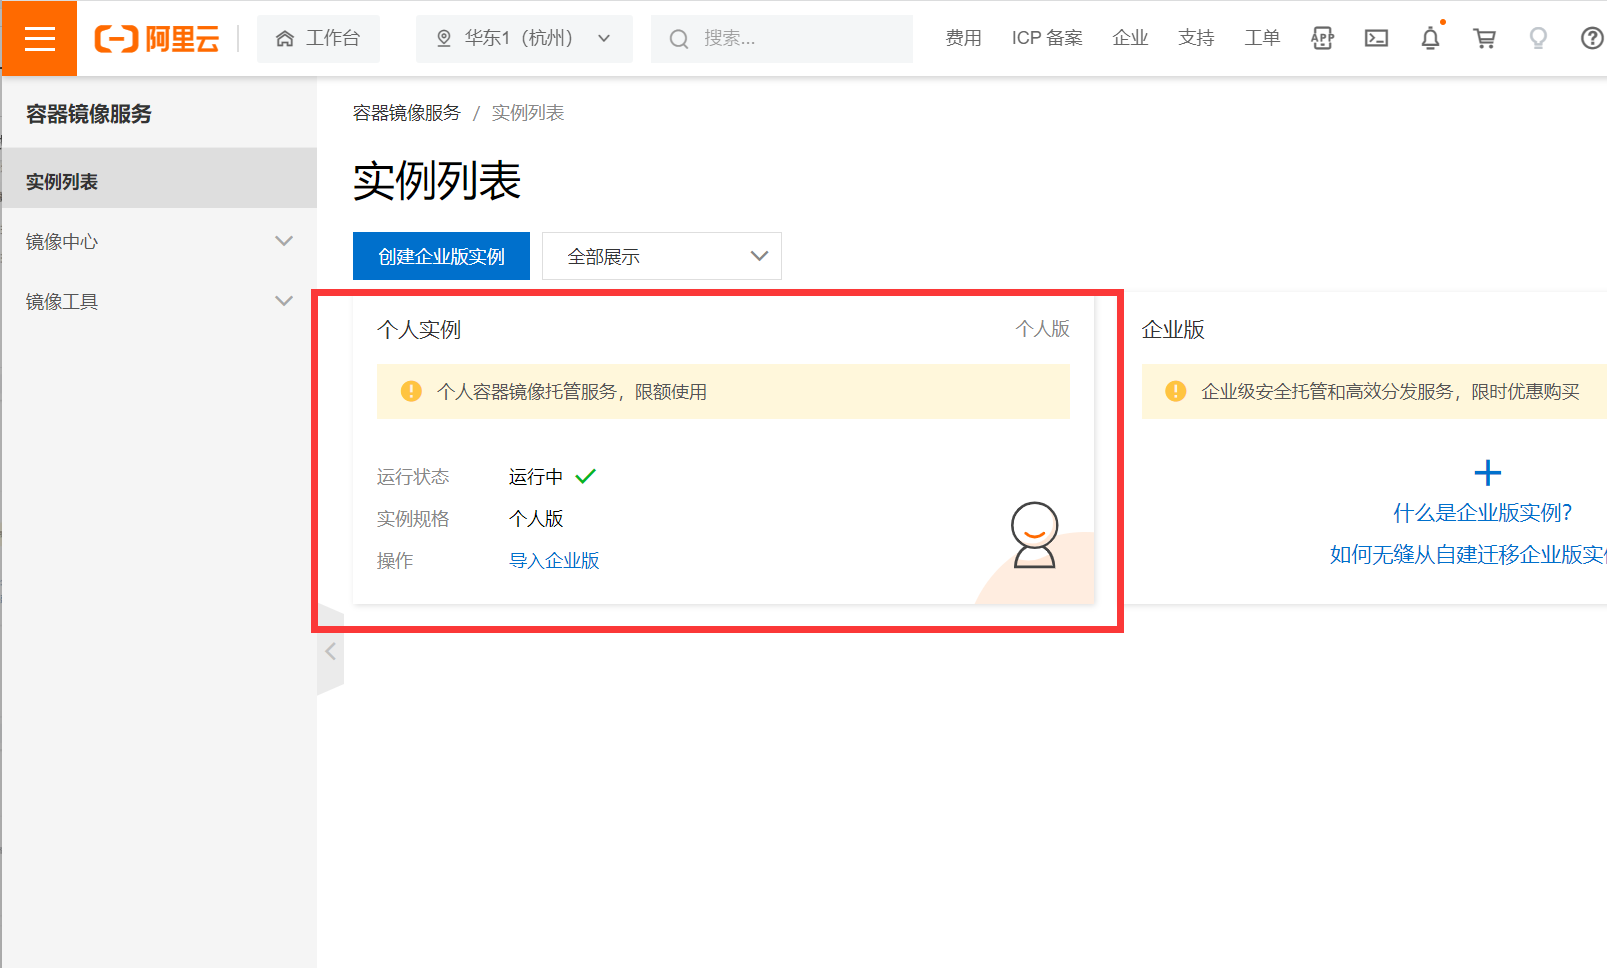 阿里云
工作台
华东1（杭州）
搜索...
费用
ICP 备案
企业
支持
工单
APP
容器镜像服务
实例列表
镜像中心
镜像工具
容器镜像服务 / 实例列表
实例列表
创建企业版实例
全部展示
个人实例
个人版
个人容器镜像托管服务，限额使用
运行状态 运行中
实例规格 个人版
操作 导入企业版
企业版
企业级安全托管和高效分发服务，限时优惠购买
什么是企业版实例?
如何无缝从自建迁移企业版实